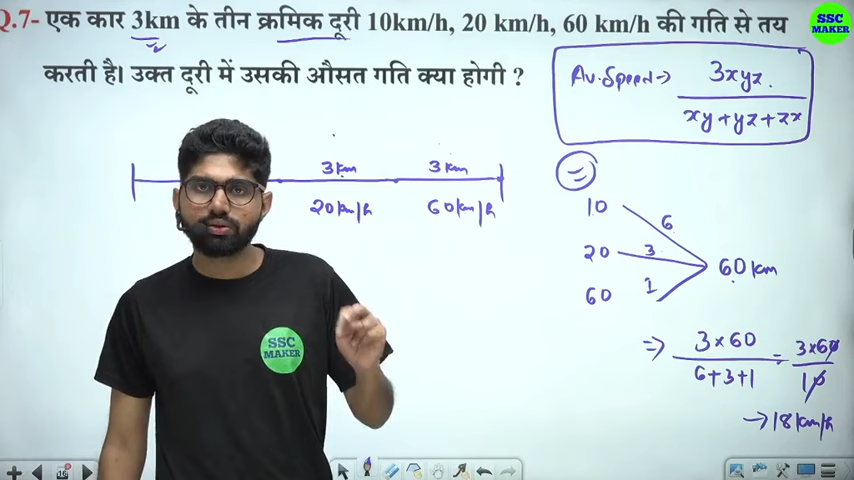 Q.7- एक कार 3km के तीन क्रमिक दूरी 10km/h, 20 km/h, 60 km/h की गति से तय
करती है। उक्त दूरी में उसकी औसत गति क्या होगी ?
SSC
MAKER
Av. Speed → 3xyz
xy+yz+zx
3km 3km
20km/h 60km/h
=
10 6
20 3 60 km
60 1
⇒ 3×60 = 3×60
6+3+1 10
→ 18 km/h
SSC
MAKER